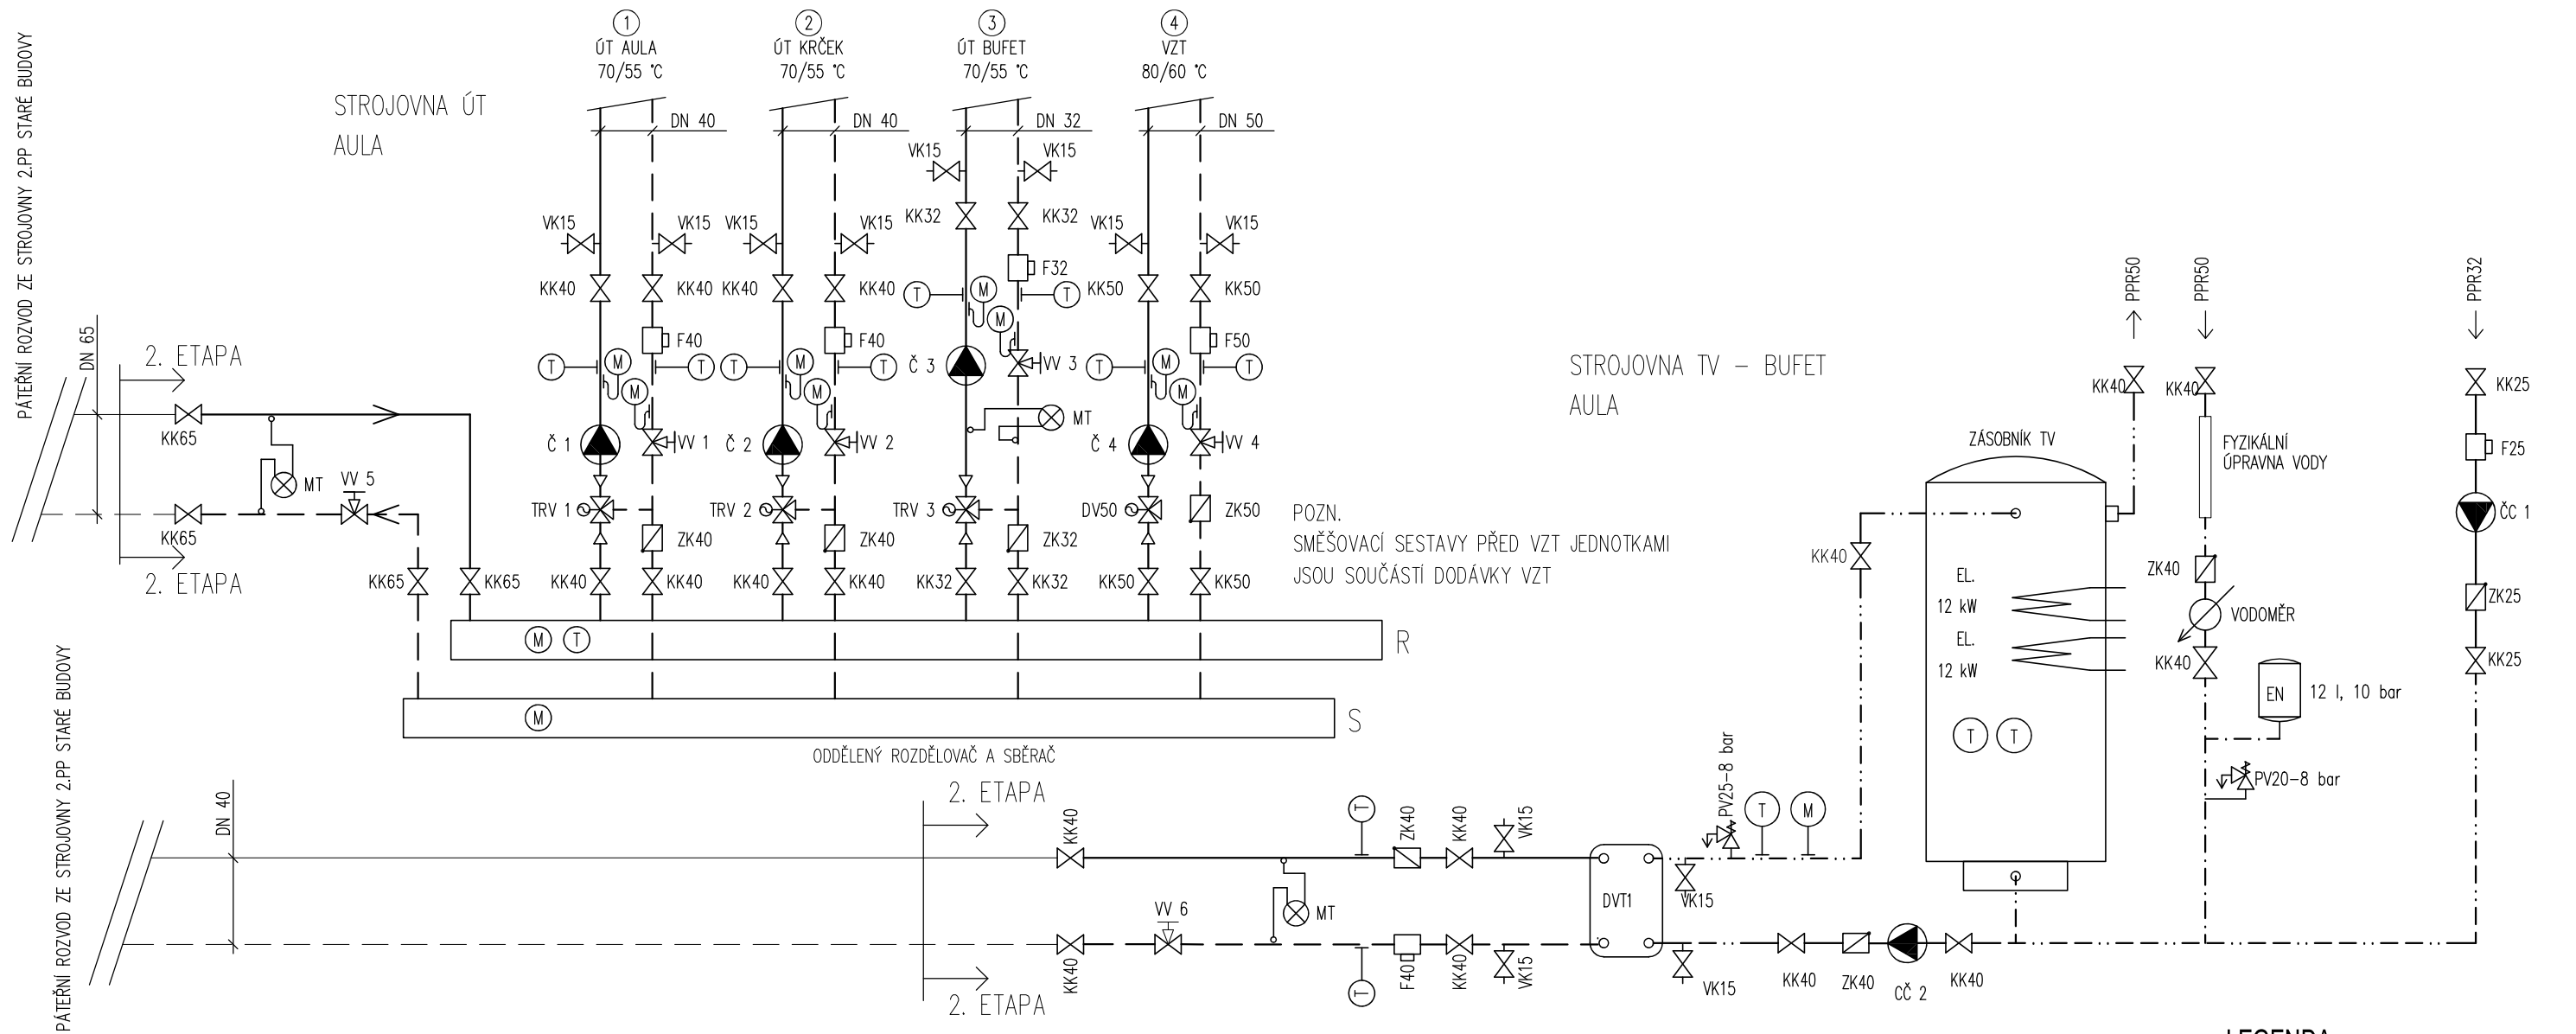 PÁTEŘNÍ ROZVOD ZE STROJOVNY 2.PP STARÉ BUDOVY
STROJOVNA ÚT
AULA
1
ÚT AULA
70/55 °C
2
ÚT KRČEK
70/55 °C
3
ÚT BUFET
70/55 °C
4
VZT
80/60 °C
DN 40
DN 40
DN 32
DN 50
VK15
VK15
VK15
VK15
VK15
VK15
VK15
VK15
KK32
KK32
KK40
KK40
KK40
KK40
F32
KK50
KK50
T
M
T
M
F40
F40
F50
T
M
T
M
T
M
T
M
T
M
T
M
Č 1
VV 1
Č 2
VV 2
Č 3
VV 3
MT
Č 4
VV 4
TRV 1
TRV 2
TRV 3
DV50
ZK50
ZK40
ZK40
ZK32
KK40
KK40
KK40
KK40
KK32
KK32
KK50
KK50
DN 65
2. ETAPA
KK65
MT
VV 5
KK65
2. ETAPA
KK65
KK65
M
T
R
M
S
ODDĚLENÝ ROZDĚLOVAČ A SBĚRAČ
POZN.
SMĚŠOVACÍ SESTAVY PŘED VZT JEDNOTKAMI
JSOU SOUČÁSTÍ DODÁVKY VZT
STROJOVNA TV – BUFET
AULA
PPR50
PPR50
PPR32
KK40
KK40
KK25
ZÁSOBNÍK TV
FYZIKÁLNÍ
ÚPRAVNA VODY
F25
ČC 1
KK40
EL.
12 kW
EL.
12 kW
ZK40
ZK25
VODOMĚR
KK40
KK25
EN
12 l, 10 bar
T
T
PV20-8 bar
PÁTEŘNÍ ROZVOD ZE STROJOVNY 2.PP STARÉ BUDOVY
DN 40
2. ETAPA
KK40
T
ZK40
KK40
VK15
PV25-8 bar
T
M
DVT1
VK15
MT
VV 6
2. ETAPA
KK40
T
F40
KK40
VK15
VK15
KK40
ZK40
CČ 2
KK40
LEGENDA